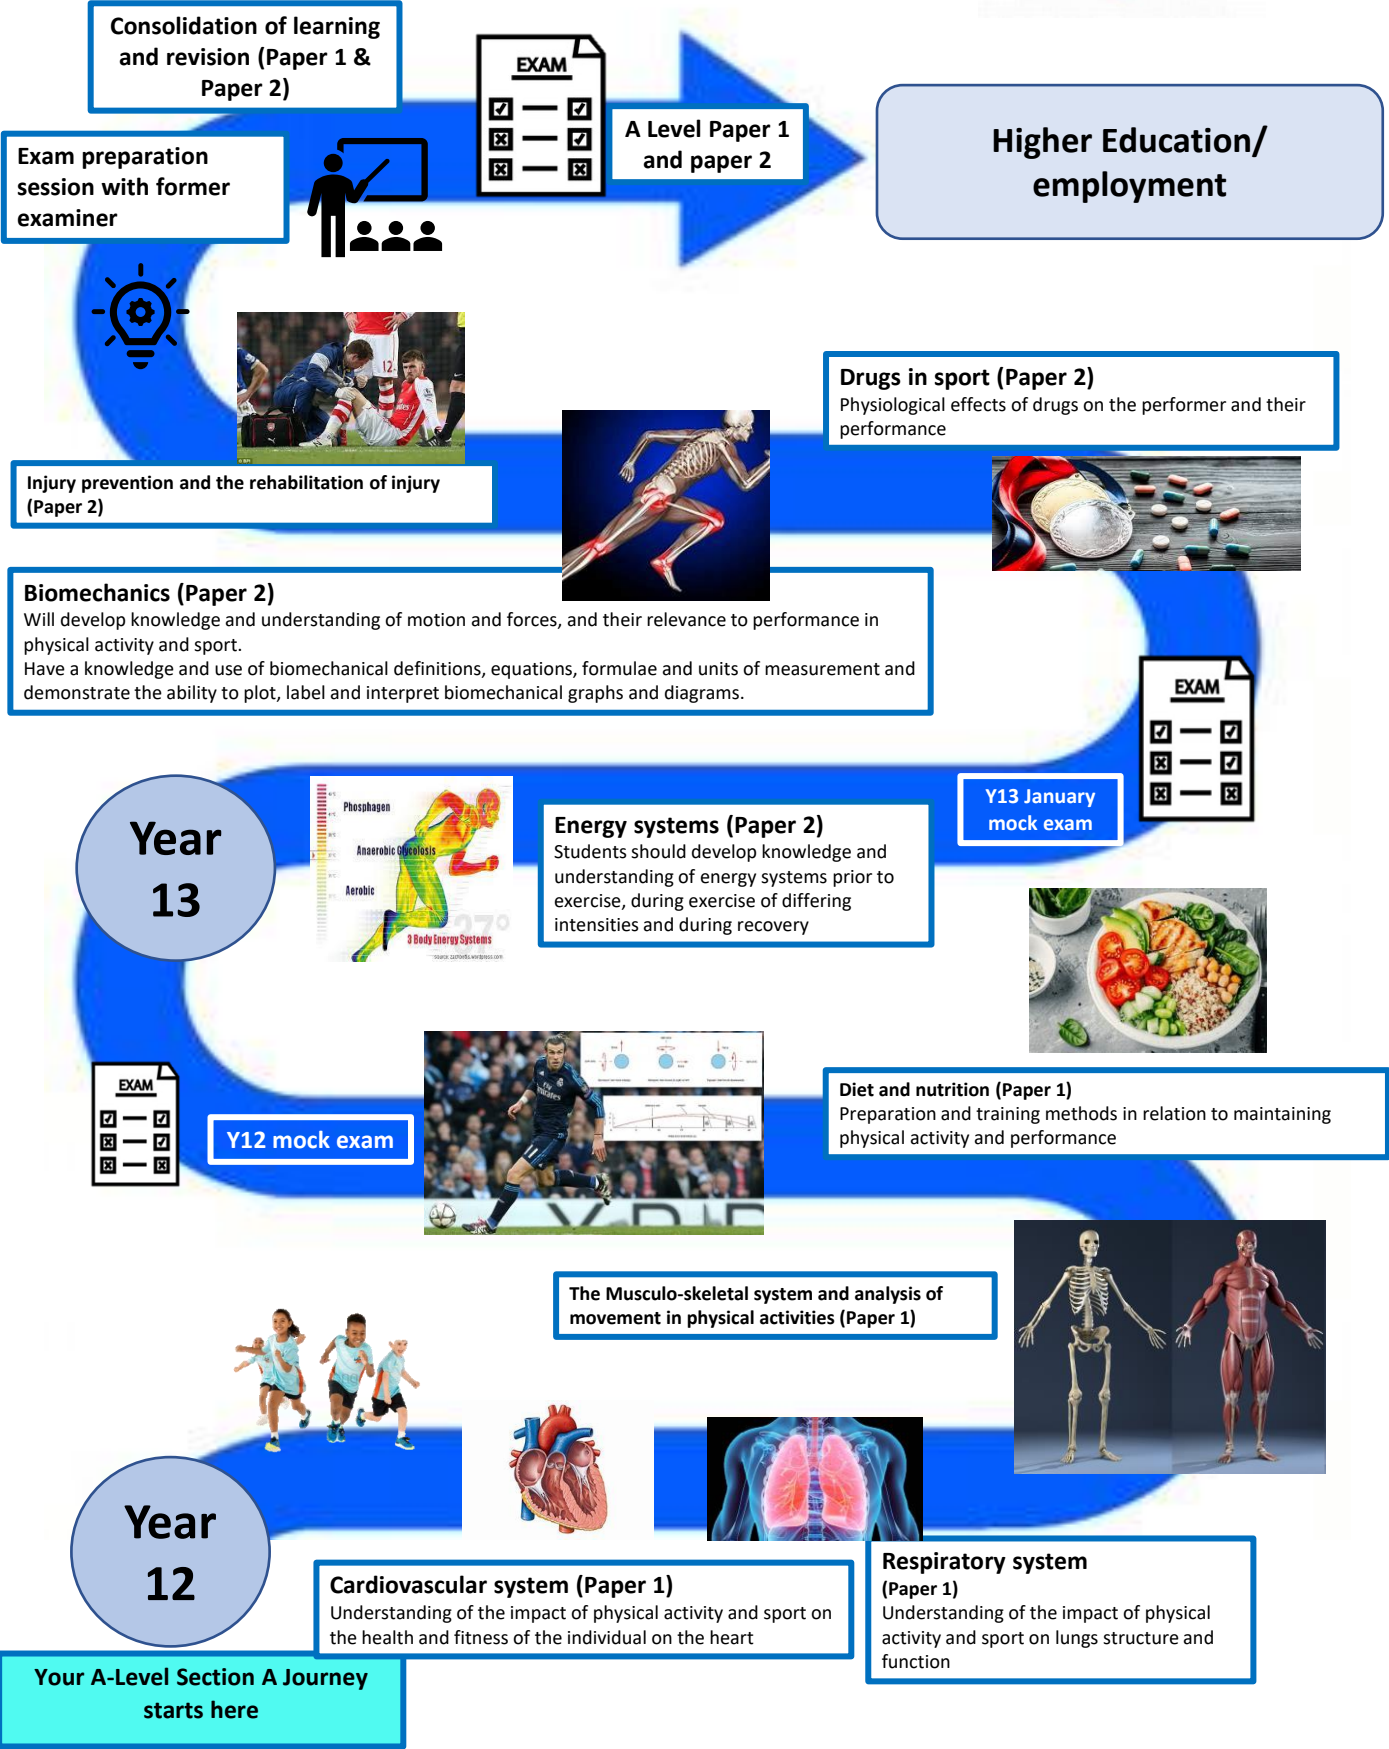 Consolidation of learning
and revision (Paper 1 &
Paper 2)
EXAM
A Level Paper 1
and paper 2
Higher Education/
employment
Exam preparation
session with former
examiner
12
Injury prevention and the rehabilitation of injury
(Paper 2)
Drugs in sport (Paper 2)
Physiological effects of drugs on the performer and their
performance
Biomechanics (Paper 2)
Will develop knowledge and understanding of motion and forces, and their relevance to performance in
physical activity and sport.
Have a knowledge and use of biomechanical definitions, equations, formulae and units of measurement and
demonstrate the ability to plot, label and interpret biomechanical graphs and diagrams.
EXAM
Y13 January
mock exam
Year
13
Phosphagen
Anaerobic Glycolosis
Aerobic
37°
3 Body Energy Systems
Energy systems (Paper 2)
Students should develop knowledge and
understanding of energy systems prior to
exercise, during exercise of differing
intensities and during recovery
EXAM
Y12 mock exam
Fly
Emirates
11
Diet and nutrition (Paper 1)
Preparation and training methods in relation to maintaining
physical activity and performance
The Musculo-skeletal system and analysis of
movement in physical activities (Paper 1)
Year
12
Cardiovascular system (Paper 1)
Understanding of the impact of physical activity and sport on
the health and fitness of the individual on the heart
Respiratory system
(Paper 1)
Understanding of the impact of physical
activity and sport on lungs structure and
function
Your A-Level Section A Journey
starts here